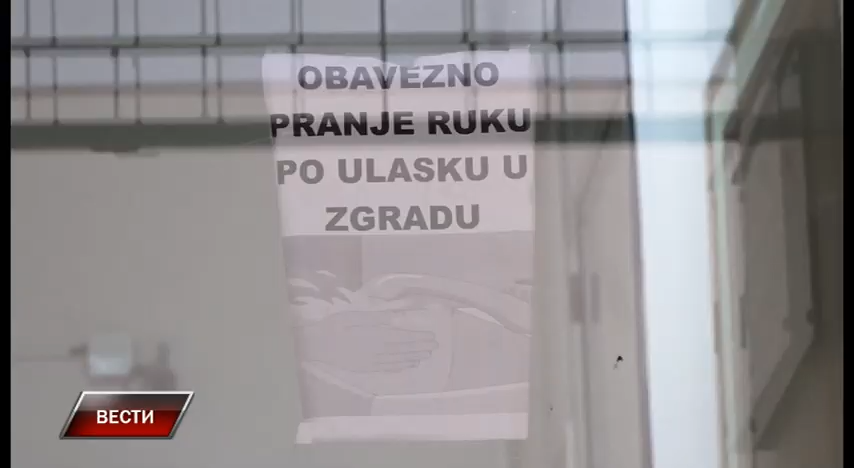 OBAVEZNO
PRANJE RUKU
PO ULASKU U
ZGRADU
ВЕСТИ